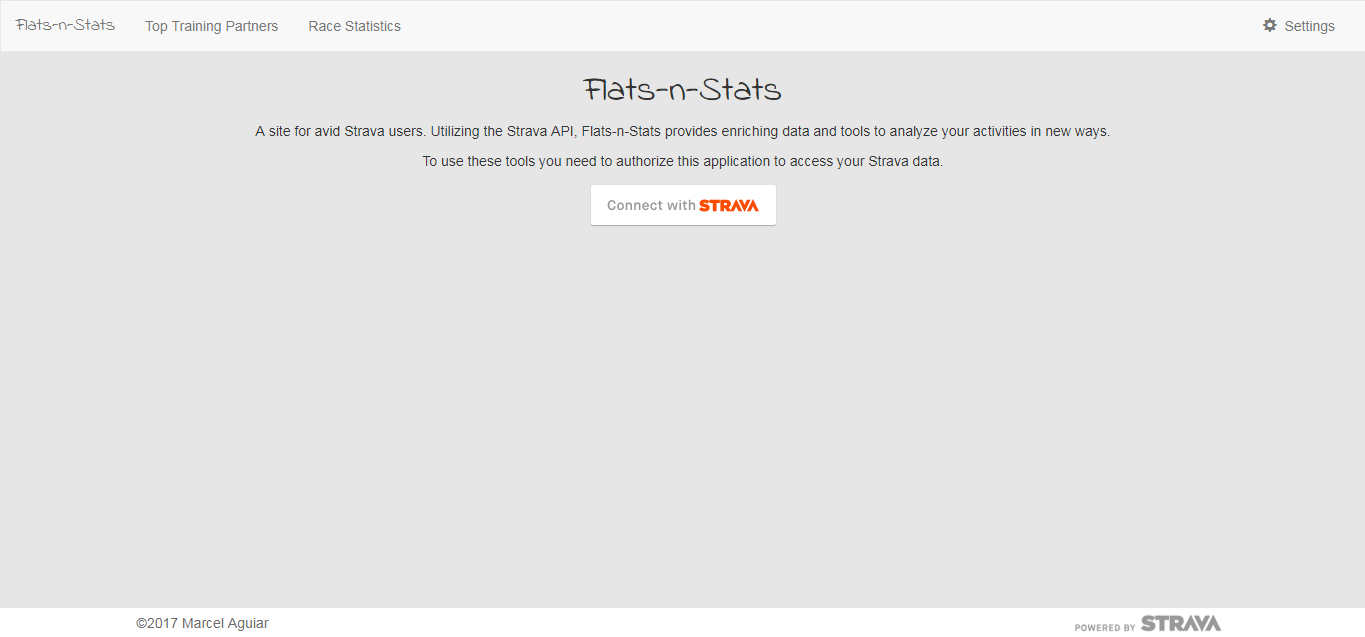 Flats-n-Stats Top Training Partners Race Statistics Settings
Flats-n-Stats
A site for avid Strava users. Utilizing the Strava API, Flats-n-Stats provides enriching data and tools to analyze your activities in new ways.
To use these tools you need to authorize this application to access your Strava data.
Connect with STRAVA
©2017 Marcel Aguiar POWERED BY STRAVA